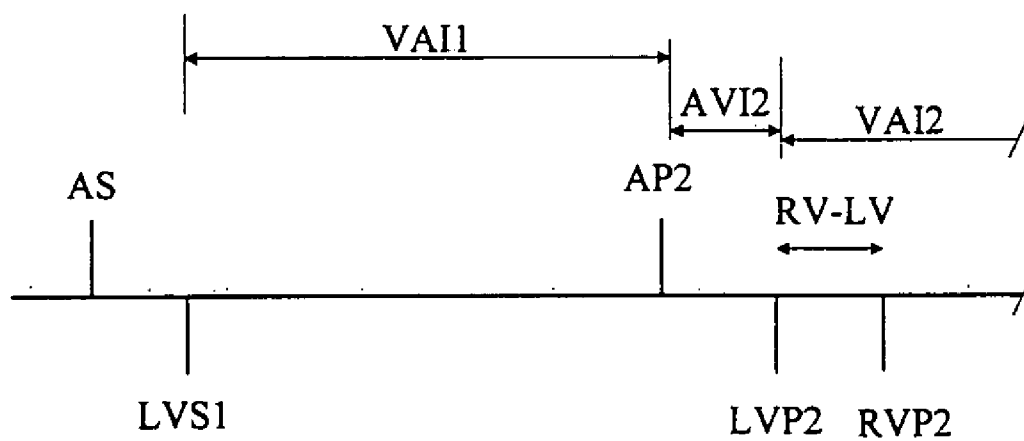 VAI1
AVI2
VAI2
AS
AP2
RV-LV
LVS1
LVP2
RVP2